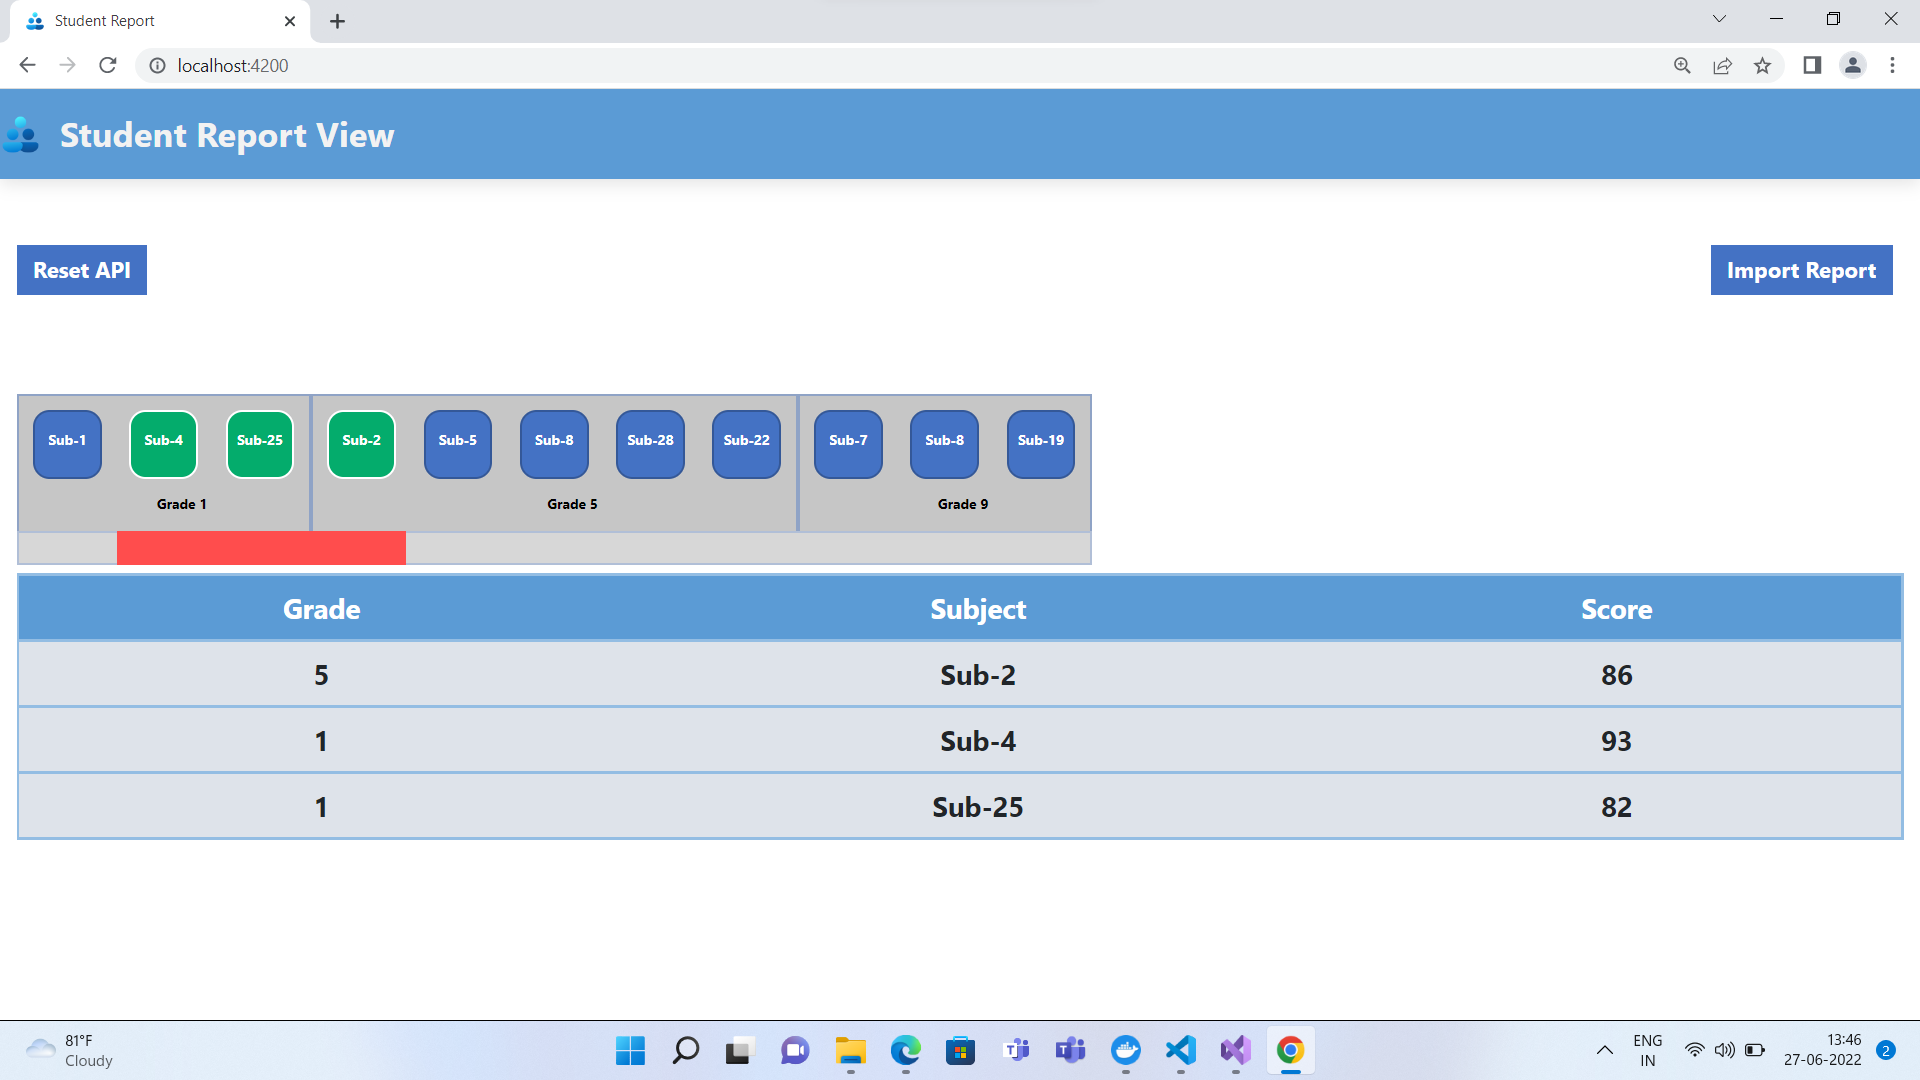 Student Report
localhost:4200
Student Report View
Reset API
Import Report
Sub-1 Sub-4 Sub-25 Sub-2 Sub-5 Sub-8 Sub-28 Sub-22 Sub-7 Sub-8 Sub-19
Grade 1 Grade 5 Grade 9
Grade Subject Score
5 Sub-2 86
1 Sub-4 93
1 Sub-25 82
81°F
Cloudy
ENG
IN
13:46
27-06-2022
2